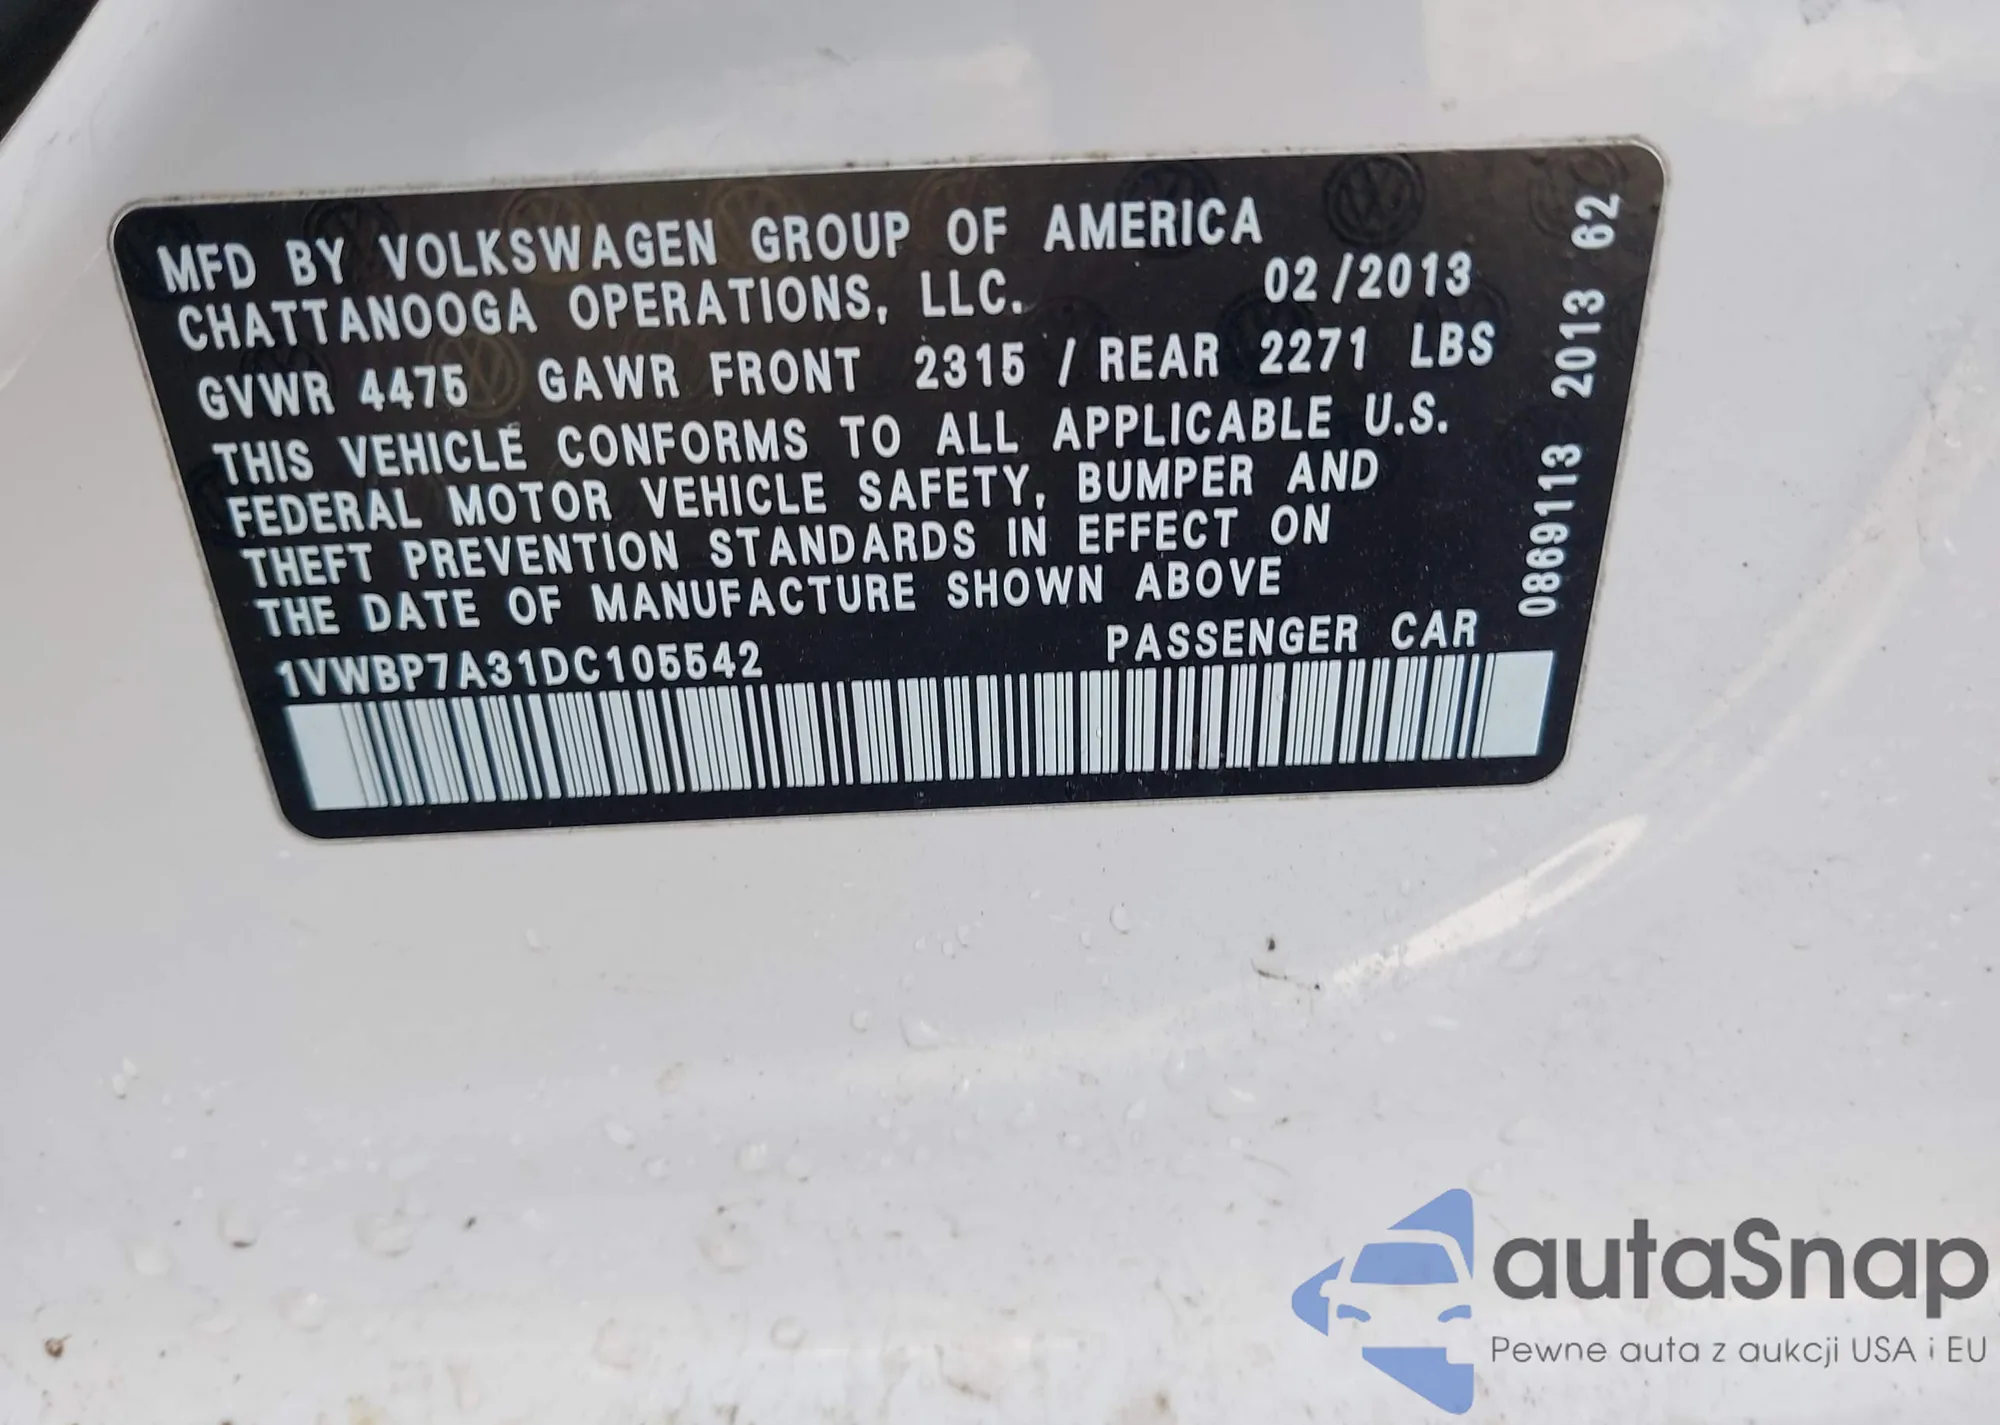 MFD BY VOLKSWAGEN GROUP OF AMERICA
CHATTANOOGA OPERATIONS, LLC. 02/2013
GVWR 4475 GAWR FRONT 2315 / REAR 2271 LBS
THIS VEHICLE CONFORMS TO ALL APPLICABLE U.S.
FEDERAL MOTOR VEHICLE SAFETY, BUMPER AND
THEFT PREVENTION STANDARDS IN EFFECT ON
THE DATE OF MANUFACTURE SHOWN ABOVE
1VWBP7A31DC105542 PASSENGER CAR
0869113 2013 62
autaSnap
Pewne auta z aukcji USA i EU